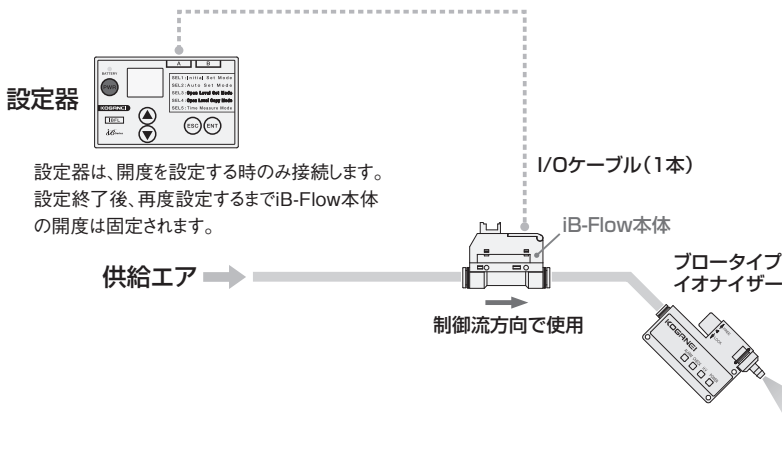 A B
BATTERY
PWR
SEL1:Initial Set Mode
SEL2:Auto Set Mode
SEL3:Open Level Set Mode
SEL4:Open Level Copy Mode
SEL5:Time Measure Mode
KOGANEI
IBFL
ESC ENT
設定器
設定器は、開度を設定する時のみ接続します。
設定終了後、再度設定するまでiB-Flow本体
の開度は固定されます。
I/Oケーブル（1本）
iB-Flow本体
供給エア
制御流方向で使用
ブロータイプ
イオナイザー
KOGANEI
LOCK